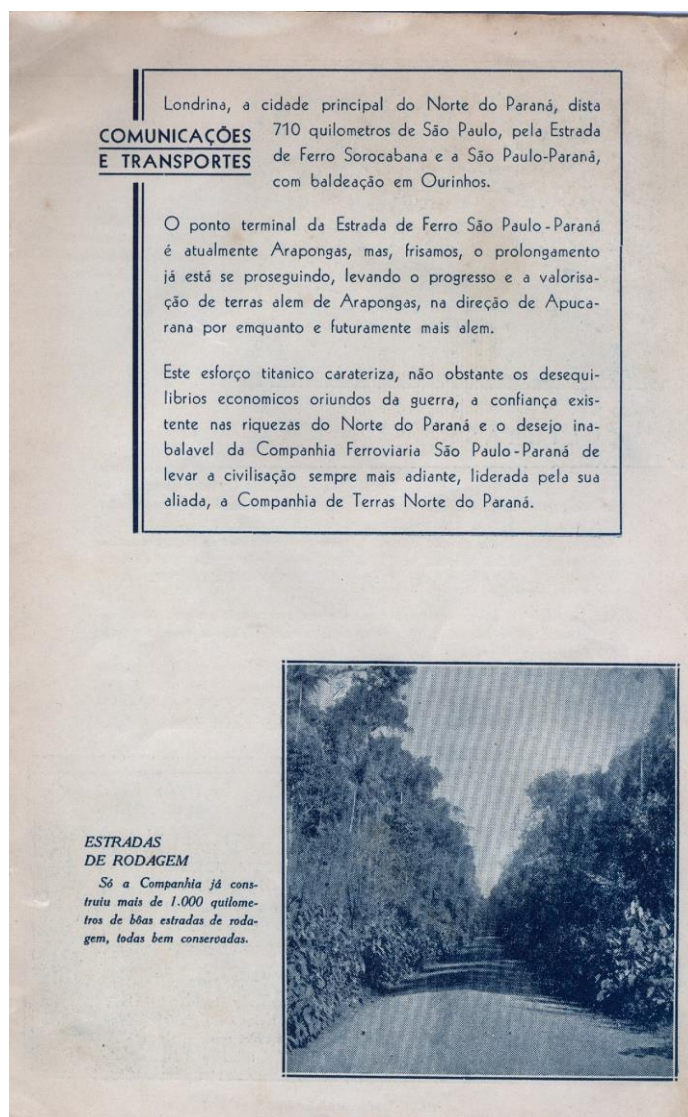 COMUNICAÇÕES
E TRANSPORTES
Londrina, a cidade principal do Norte do Paraná, dista
710 quilometros de São Paulo, pela Estrada
de Ferro Sorocabana e a São Paulo-Paraná,
com baldeação em Ourinhos.
O ponto terminal da Estrada de Ferro São Paulo-Paraná
é atualmente Arapongas, mas, frisamos, o prolongamento
já está se proseguindo, levando o progresso e a valorisa-
ção de terras alem de Arapongas, na direção de Apuca-
rana por emquanto e futuramente mais alem.
Este esforço titanico carateriza, não obstante os desequi-
librios economicos oriundos da guerra, a confiança exis-
tente nas riquezas do Norte do Paraná e o desejo ina-
balavel da Companhia Ferroviaria São Paulo-Paraná de
levar a civilisação sempre mais adiante, liderada pela sua
aliada, a Companhia de Terras Norte do Paraná.
ESTRADAS
DE RODAGEM
Só a Companhia já cons-
truiu mais de 1.000 quilome-
tros de bôas estradas de roda-
gem, todas bem conservadas.